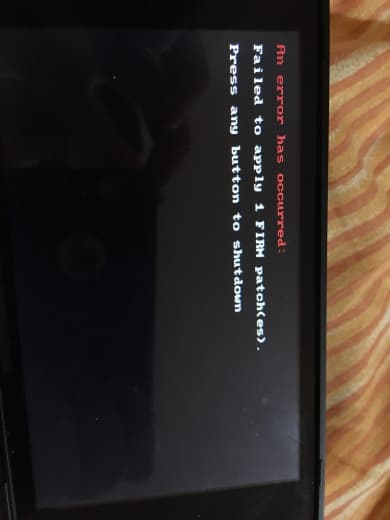 An error has occurred:
Failed to apply 1 FIRM patch(es).
Press any button to shutdown